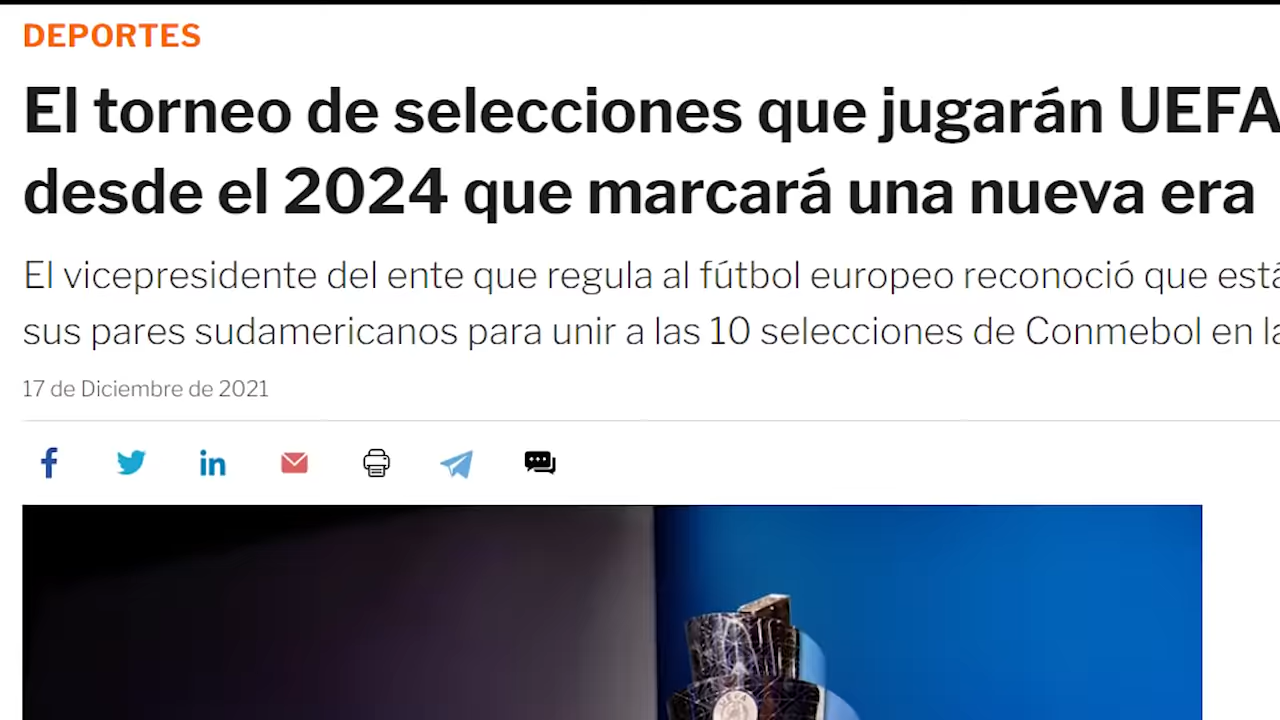 DEPORTES
El torneo de selecciones que jugarán UEFA
desde el 2024 que marcará una nueva era
El vicepresidente del ente que regula al fútbol europeo reconoció que está
sus pares sudamericanos para unir a las 10 selecciones de Conmebol en la
17 de Diciembre de 2021